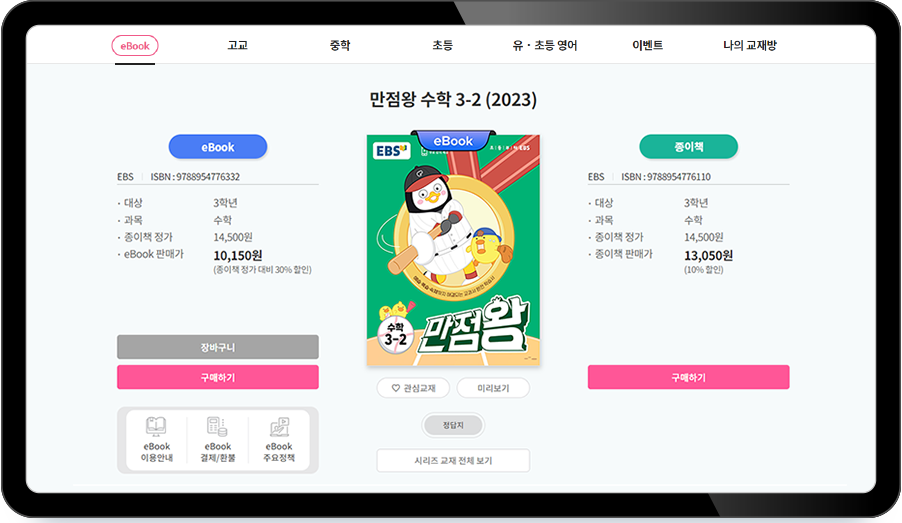 eBook 고교 중학 초등 유・초등 영어 이벤트 나의 교재방
만점왕 수학 3-2 (2023)
eBook
EBS ISBN : 9788954776332
· 대상 3학년
· 과목 수학
· 종이책 정가 14,500원
· eBook 판매가 10,150원
(종이책 정가 대비 30% 할인)
장바구니
구매하기
eBook 이용안내
eBook 결제/환불
eBook 주요정책
eBook
EBS
수학
3-2
만점왕
관심교재 미리보기
정답지
시리즈 교재 전체 보기
종이책
EBS ISBN : 9788954776110
· 대상 3학년
· 과목 수학
· 종이책 정가 14,500원
· 종이책 판매가 13,050원
(10% 할인)
구매하기